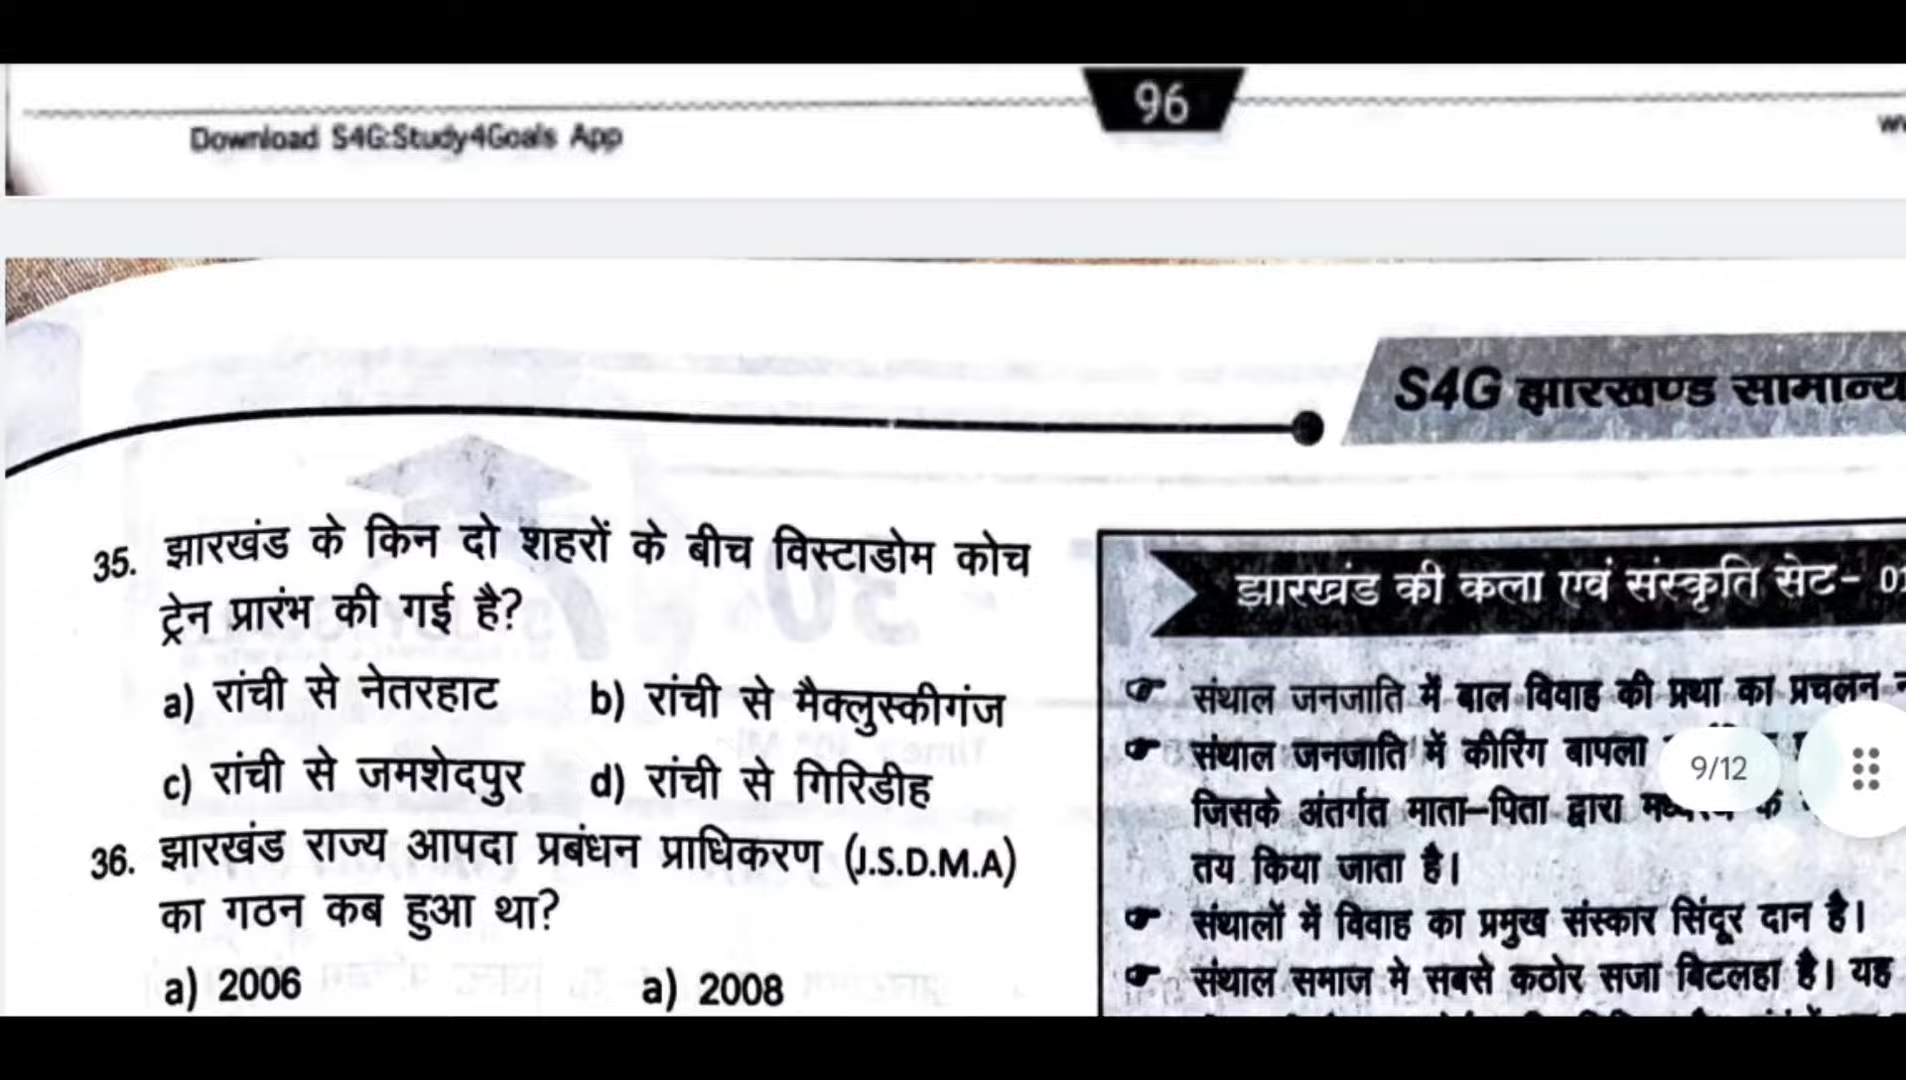 96
Download S4G:Study4Goals App
S4G झारखण्ड सामान्य
35. झारखंड के किन दो शहरों के बीच विस्टाडोम कोच
ट्रेन प्रारंभ की गई है?
a) रांची से नेतरहाट b) रांची से मैक्लुस्कीगंज
c) रांची से जमशेदपुर d) रांची से गिरिडीह
36. झारखंड राज्य आपदा प्रबंधन प्राधिकरण (J.S.D.M.A)
का गठन कब हुआ था?
a) 2006 a) 2008
झारखंड की कला एवं संस्कृति सेट-
संथाल जनजाति में बाल विवाह की प्रथा का प्रचलन
संथाल जनजाति में कीरिंग बापला
जिसके अंतर्गत माता-पिता द्वारा
तय किया जाता है।
संथालों में विवाह का प्रमुख संस्कार सिंदूर दान है।
संथाल समाज मे सबसे कठोर सजा बिटलहा है। यह
9/12